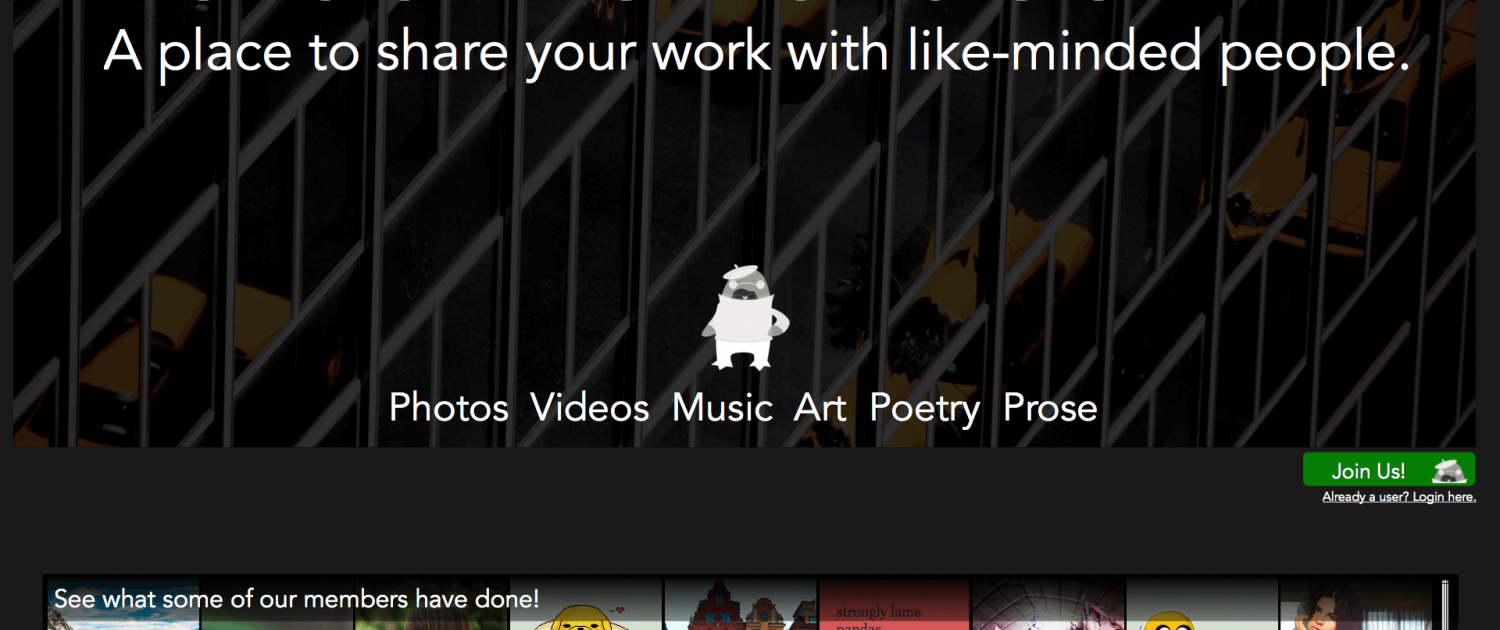 A place to share your work with like-minded people.
Photos Videos Music Art Poetry Prose
Join Us!
Already a user? Login here.
See what some of our members have done!
strongly lame
pandas